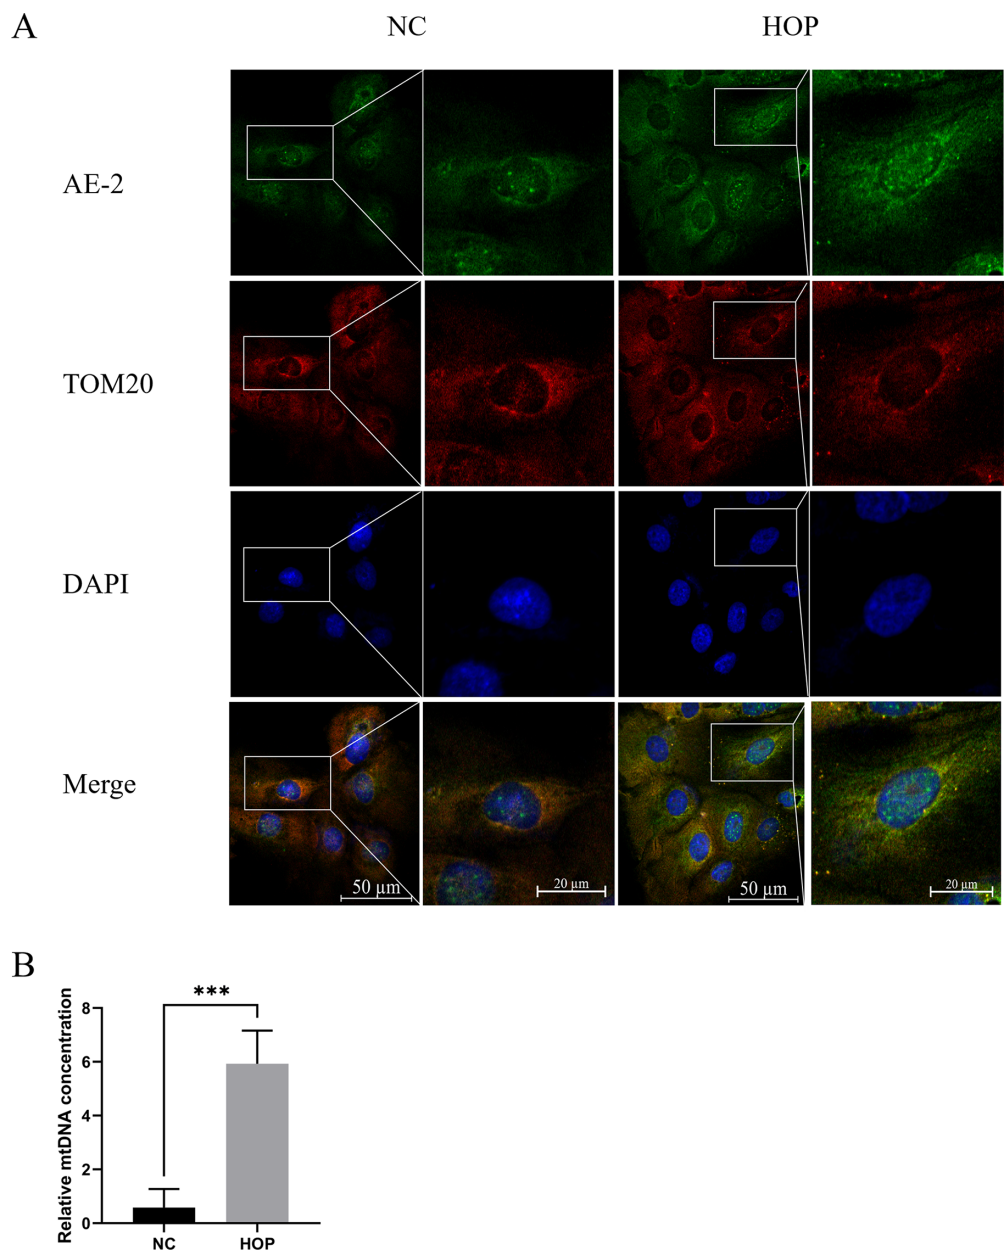 A
NC HOP
AE-2
TOM20
DAPI
Merge
50 µm 20 µm 50 µm 20 µm
B
***
Relative mtDNA concentration
8
6
4
2
0
NC HOP